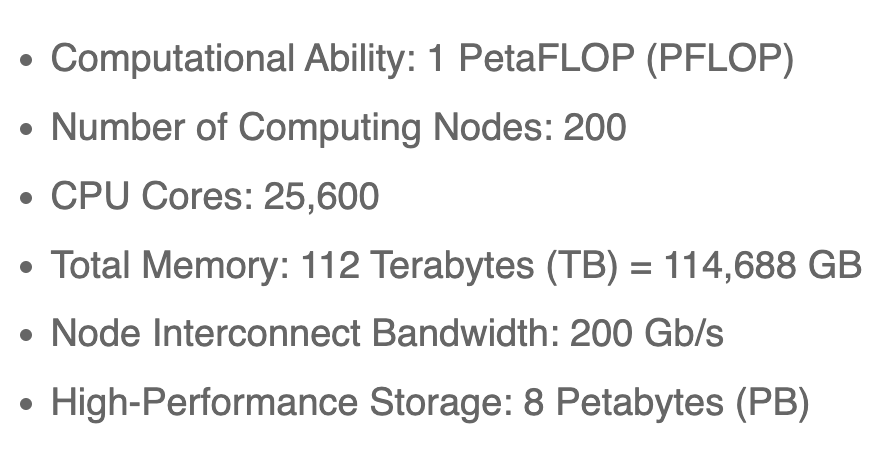 • Computational Ability: 1 PetaFLOP (PFLOP)
• Number of Computing Nodes: 200
• CPU Cores: 25,600
• Total Memory: 112 Terabytes (TB) = 114,688 GB
• Node Interconnect Bandwidth: 200 Gb/s
• High-Performance Storage: 8 Petabytes (PB)